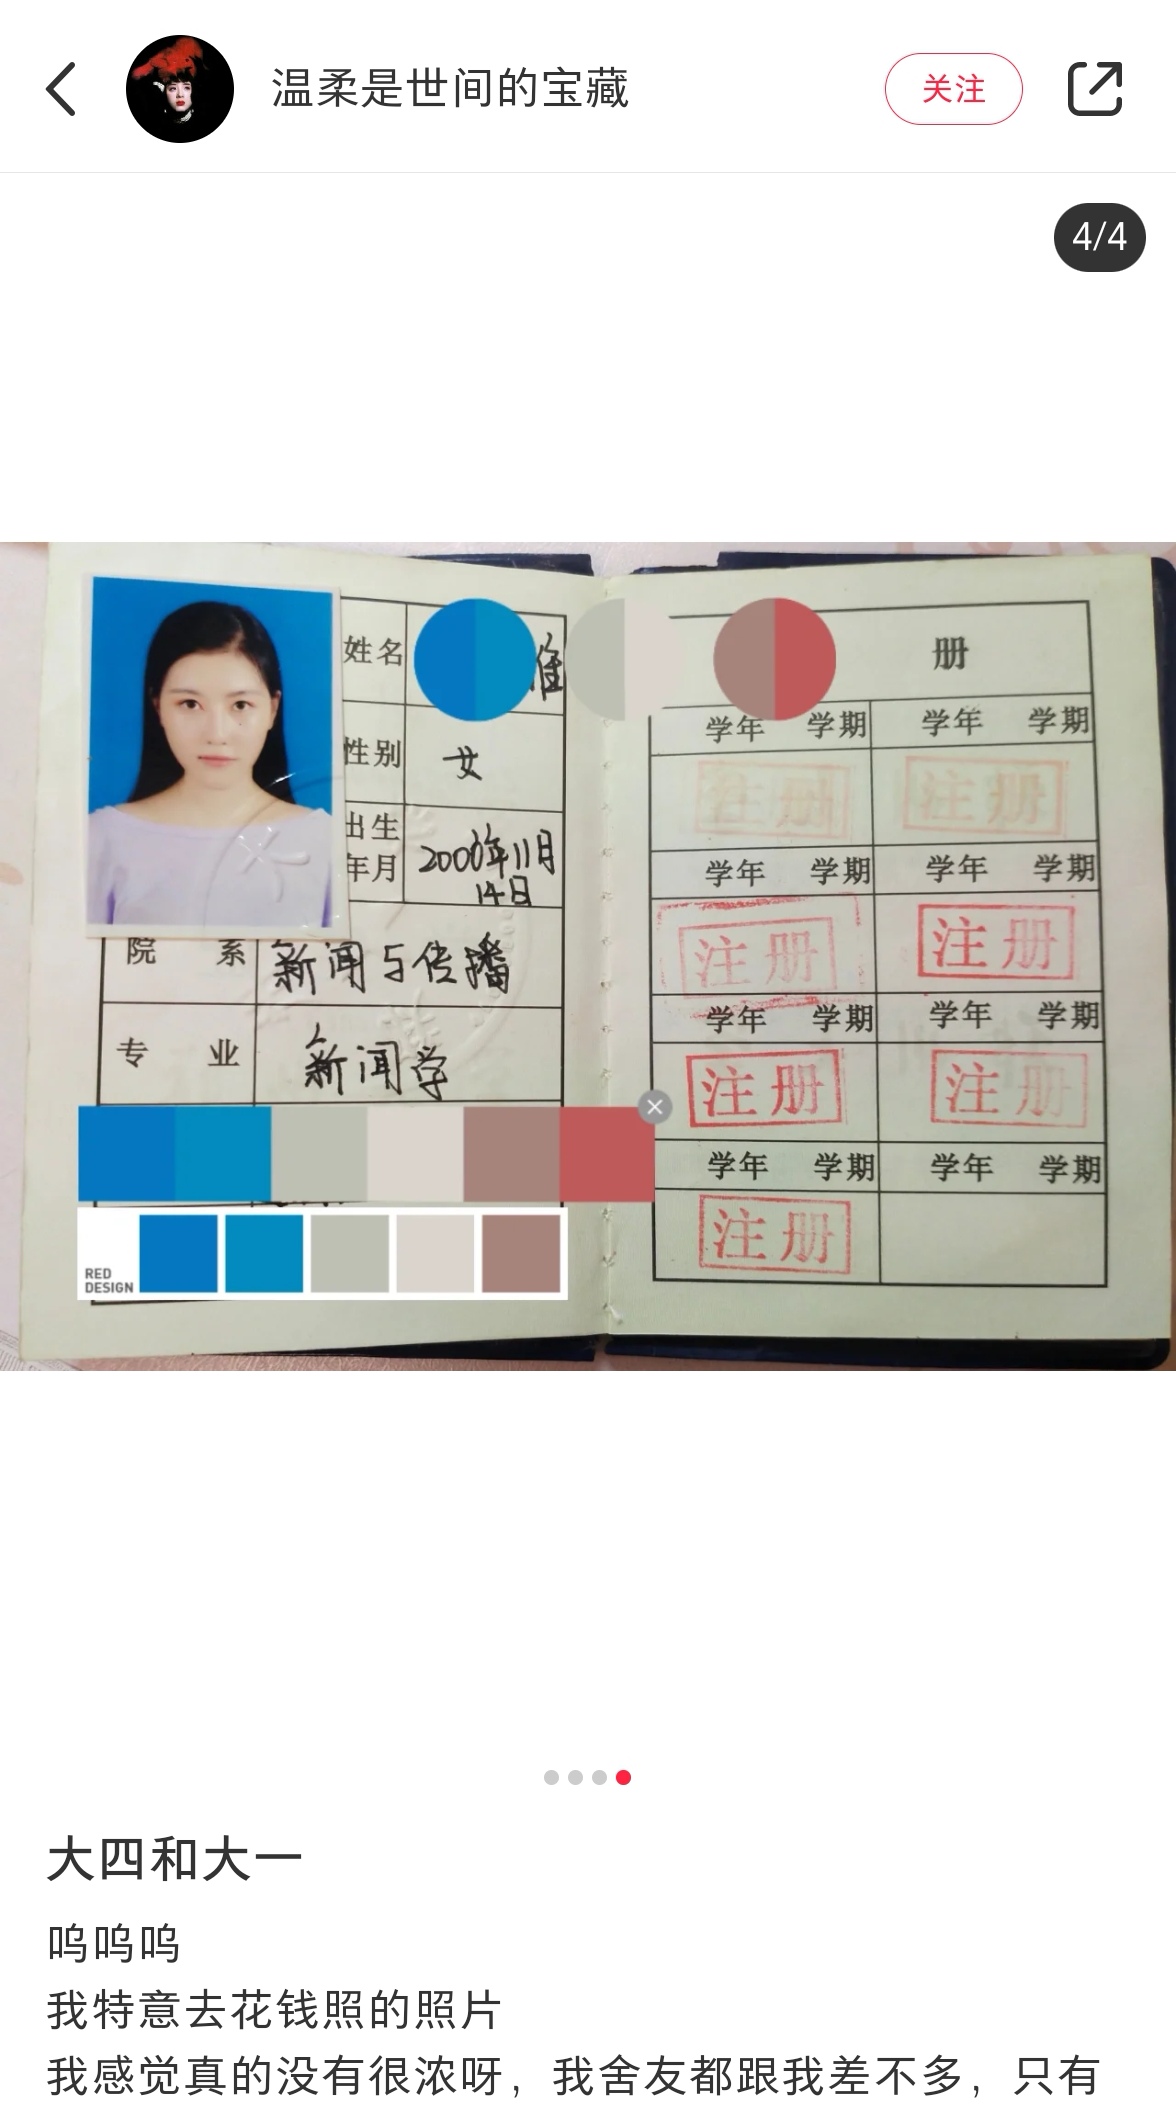 温柔是世间的宝藏
关注
4/4
姓名
性别 女
出生年月 2000年11月14日
院系 新闻与传播
专业 新闻学
RED
DESIGN
册
学年 学期 学年 学期
注册 注册
学年 学期 学年 学期
注册 注册
学年 学期 学年 学期
注册 注册
学年 学期 学年 学期
注册
大四和大一
呜呜呜
我特意去花钱照的照片
我感觉真的没有很浓呀，我舍友都跟我差不多，只有